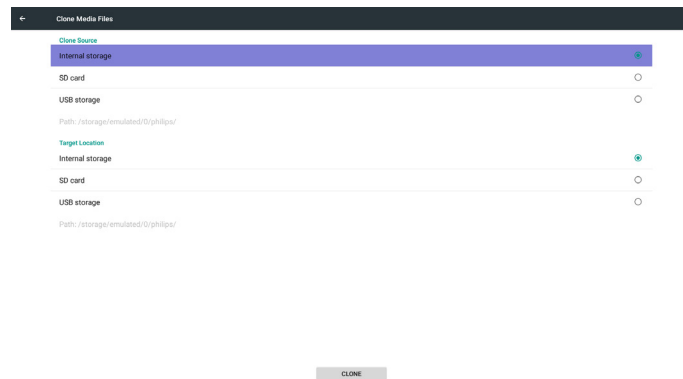 Clone Media Files
Clone Source
Internal storage
SD card
USB storage
Path: /storage/emulated/0/philips/
Target Location
Internal storage
SD card
USB storage
Path: /storage/emulated/0/philips/
CLONE